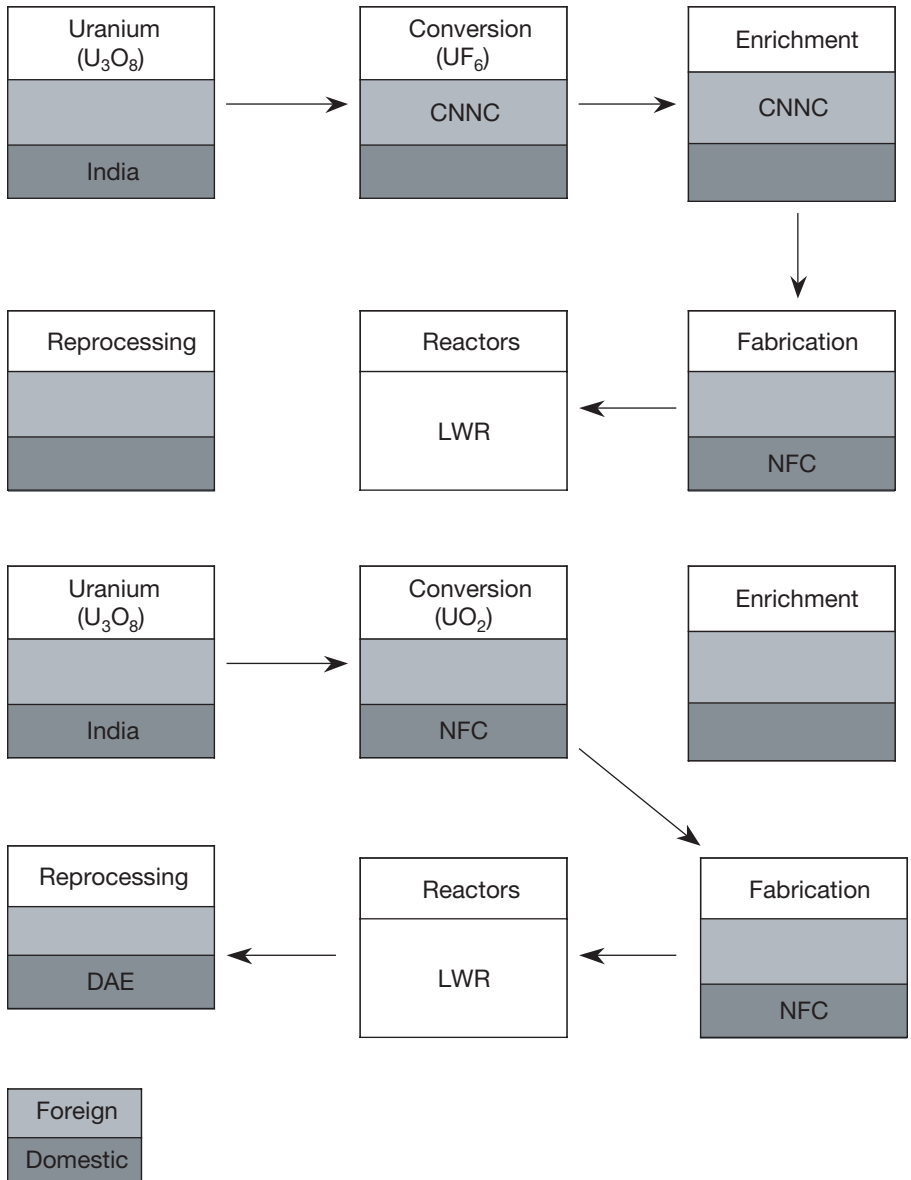 Uranium
(U₃O₈)
India
Conversion
(UF₆)
CNNC
Enrichment
CNNC
Reprocessing
Reactors
LWR
Fabrication
NFC
Uranium
(U₃O₈)
India
Conversion
(UO₂)
NFC
Enrichment
Reprocessing
DAE
Reactors
LWR
Fabrication
NFC
Foreign
Domestic